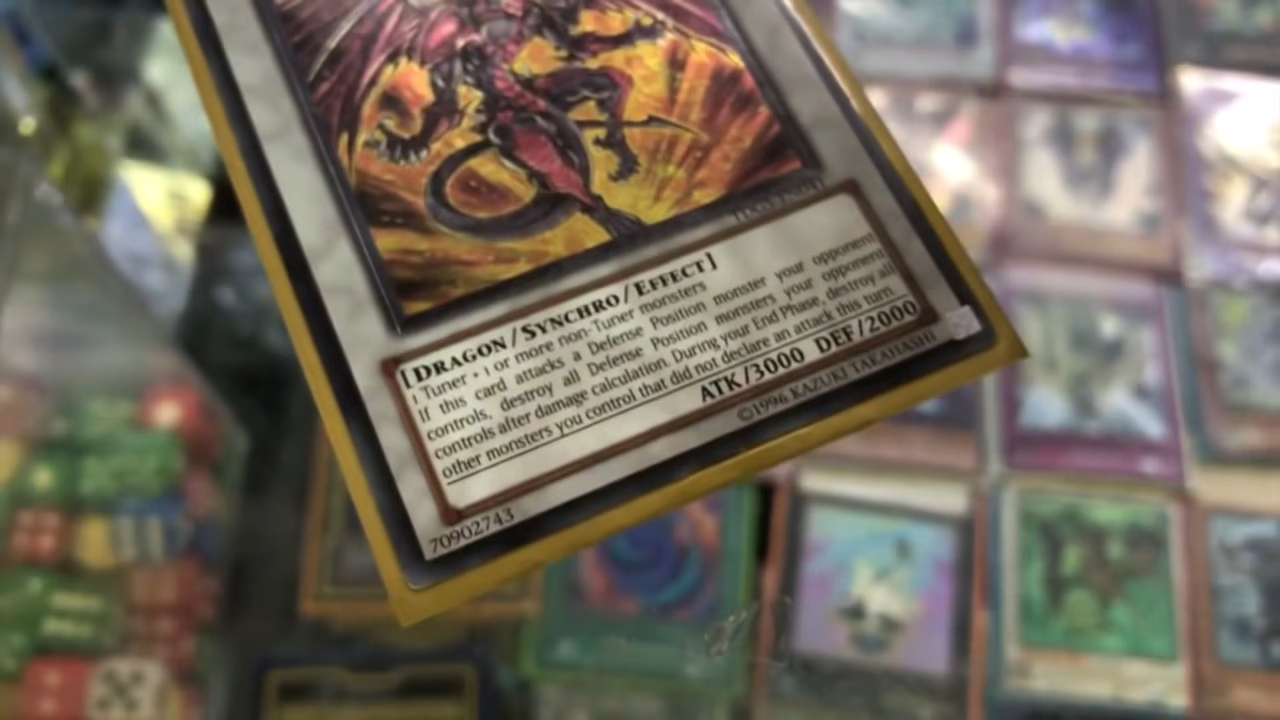 [DRAGON/SYNCHRO/EFFECT]
1 Tuner + 1 or more non-Tuner monsters
If this card attacks a Defense Position monster your opponent
controls, destroy all Defense Position monsters your opponent
controls after damage calculation. During your End Phase, destroy all
other monsters you control that did not declare an attack this turn.
ATK/3000 DEF/2000
70902743
©1996 KAZUKI TAKAHASHI